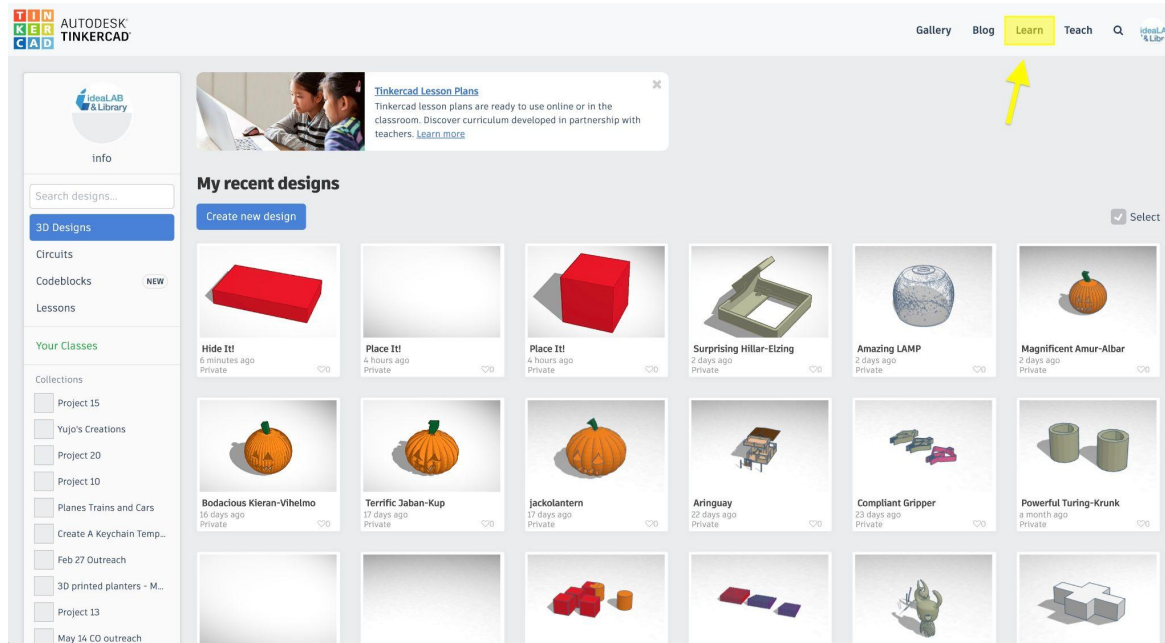 TIN
KER
CAD
AUTODESK®
TINKERCAD®
Gallery
Blog
Learn
Teach
ideaLA
&Libr
ideaLAB
&Library
info
Search designs...
3D Designs
Circuits
Codeblocks
NEW
Lessons
Your Classes
Collections
Project 15
Yujo's Creations
Project 20
Project 10
Planes Trains and Cars
Create A Keychain Temp...
Feb 27 Outreach
3D printed planters - M...
Project 13
May 14 CO outreach
Tinkercad Lesson Plans
Tinkercad lesson plans are ready to use online or in the
classroom. Discover curriculum developed in partnership with
teachers. Learn more
My recent designs
Create new design
Select
Hide It!
6 minutes ago
Private
0
Place It!
4 hours ago
Private
0
Place It!
4 hours ago
Private
0
Surprising Hillar-Elzing
2 days ago
Private
0
Amazing LAMP
2 days ago
Private
0
Magnificent Amur-Albar
2 days ago
Private
0
Bodacious Kieran-Vihelmo
16 days ago
Private
0
Terrific Jaban-Kup
17 days ago
Private
0
jackolantern
17 days ago
Private
0
Aringuay
22 days ago
Private
0
Compliant Gripper
23 days ago
Private
0
Powerful Turing-Krunk
a month ago
Private
0